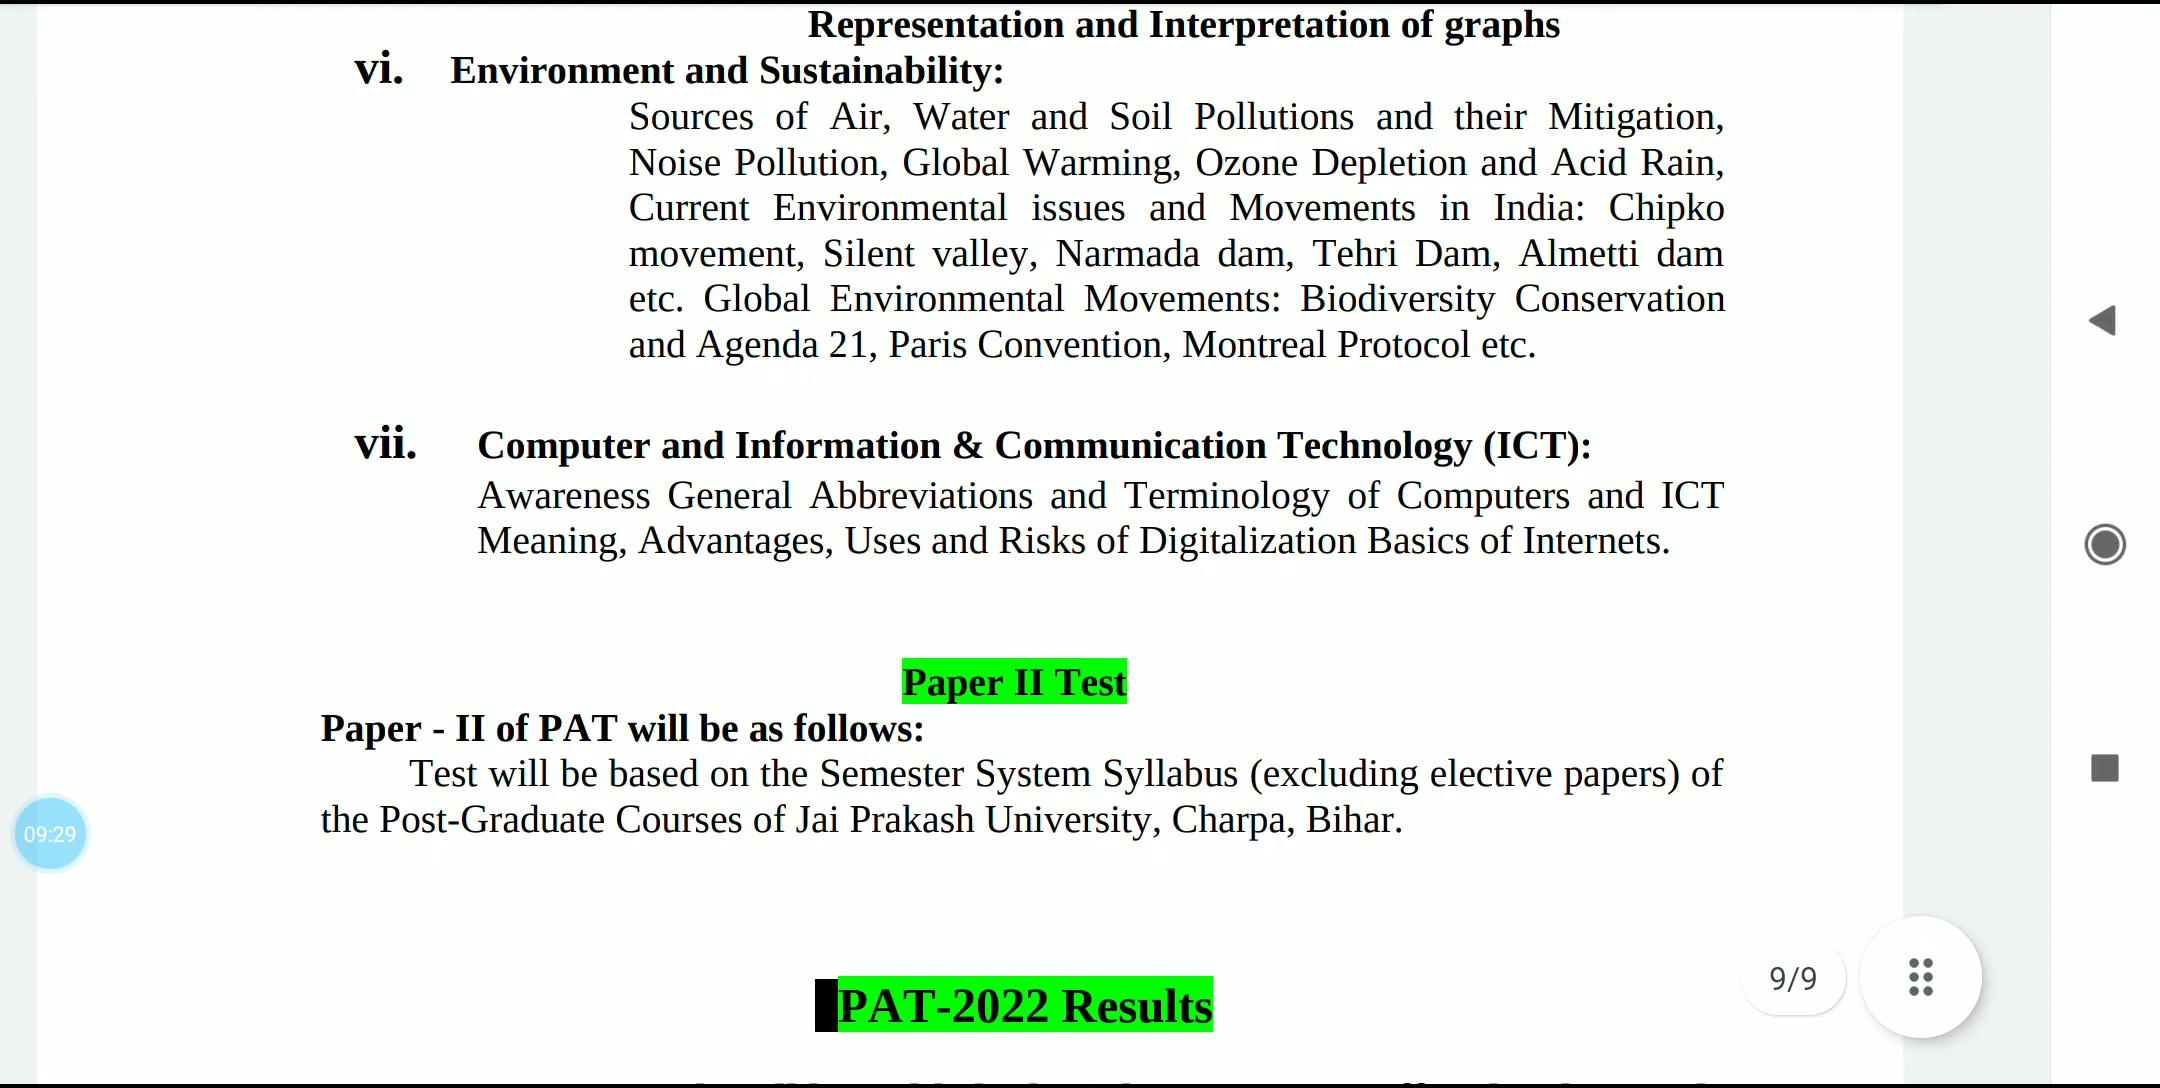 Representation and Interpretation of graphs
vi. Environment and Sustainability:
Sources of Air, Water and Soil Pollutions and their Mitigation,
Noise Pollution, Global Warming, Ozone Depletion and Acid Rain,
Current Environmental issues and Movements in India: Chipko
movement, Silent valley, Narmada dam, Tehri Dam, Almetti dam
etc. Global Environmental Movements: Biodiversity Conservation
and Agenda 21, Paris Convention, Montreal Protocol etc.
vii. Computer and Information & Communication Technology (ICT):
Awareness General Abbreviations and Terminology of Computers and ICT
Meaning, Advantages, Uses and Risks of Digitalization Basics of Internets.
Paper II Test
Paper - II of PAT will be as follows:
Test will be based on the Semester System Syllabus (excluding elective papers) of
the Post-Graduate Courses of Jai Prakash University, Charpa, Bihar.
09:29
9/9
PAT-2022 Results